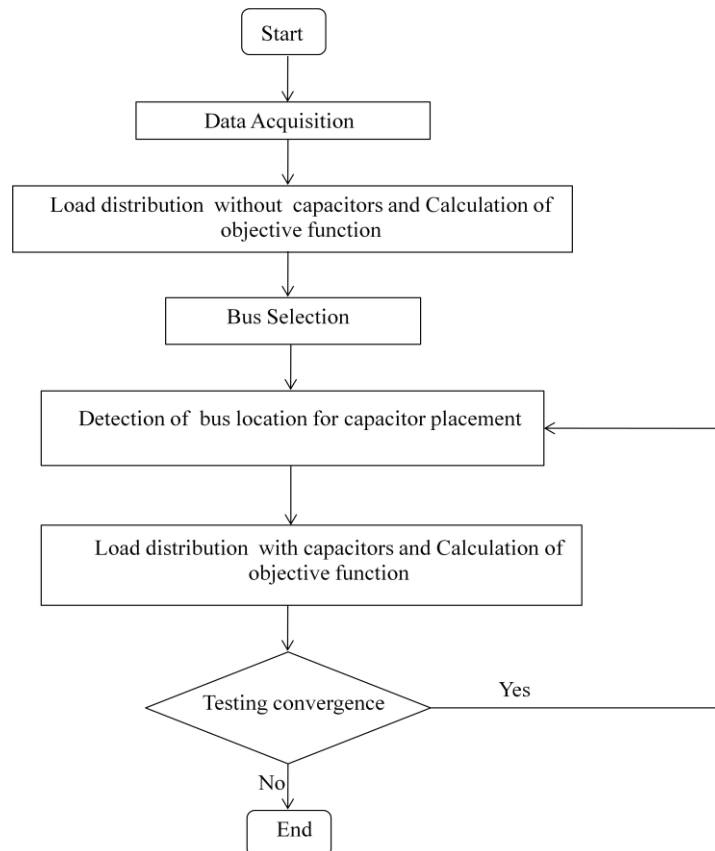 Start
Data Acquisition
Load distribution without capacitors and Calculation of
objective function
Bus Selection
Detection of bus location for capacitor placement
Load distribution with capacitors and Calculation of
objective function
Testing convergence
Yes
No
End